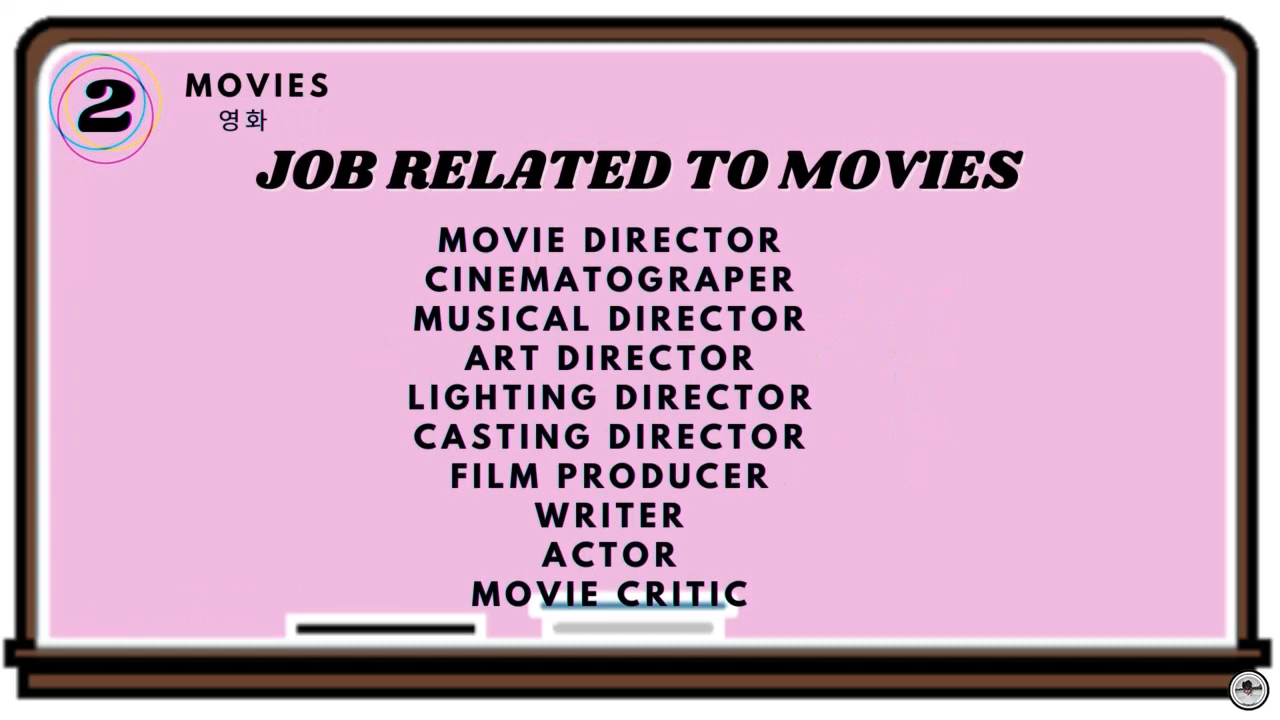 2
MOVIES
영화
JOB RELATED TO MOVIES
MOVIE DIRECTOR
CINEMATOGRAPER
MUSICAL DIRECTOR
ART DIRECTOR
LIGHTING DIRECTOR
CASTING DIRECTOR
FILM PRODUCER
WRITER
ACTOR
MOVIE CRITIC